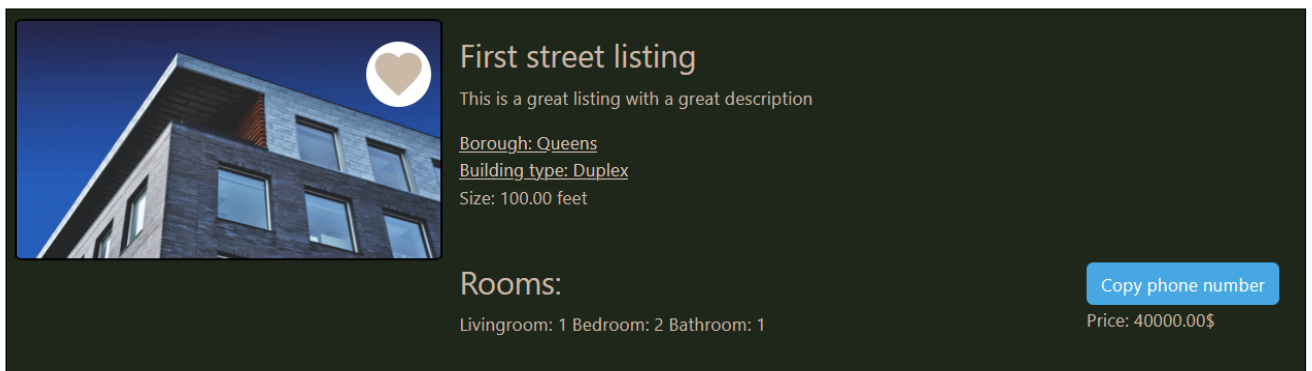 First street listing
This is a great listing with a great description
Borough: Queens
Building type: Duplex
Size: 100.00 feet
Rooms:
Livingroom: 1 Bedroom: 2 Bathroom: 1
Copy phone number
Price: 40000.00$